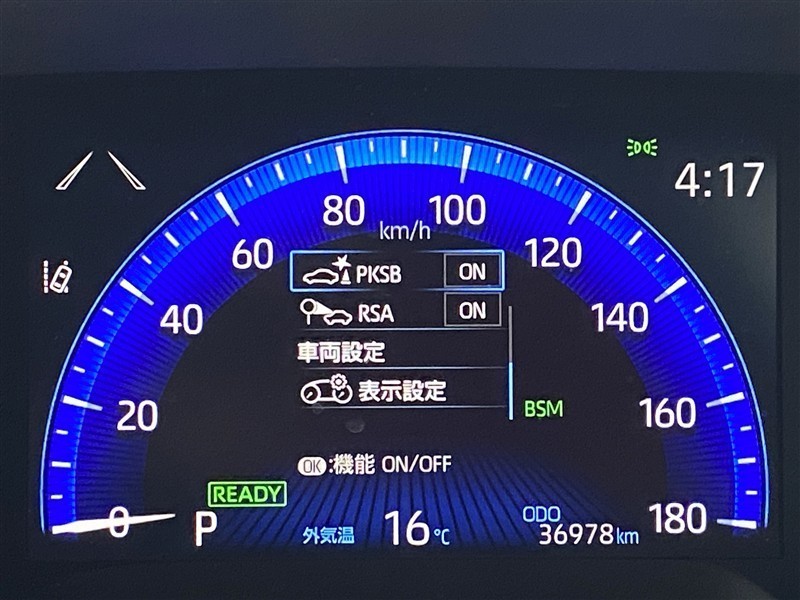 4:17
80 100
km/h
60 120
PKSB ON
40 RSA ON 140
車両設定
表示設定
20 BSM 160
OK:機能 ON/OFF
READY
0 P 外気温 16℃ ODO 36978km 180